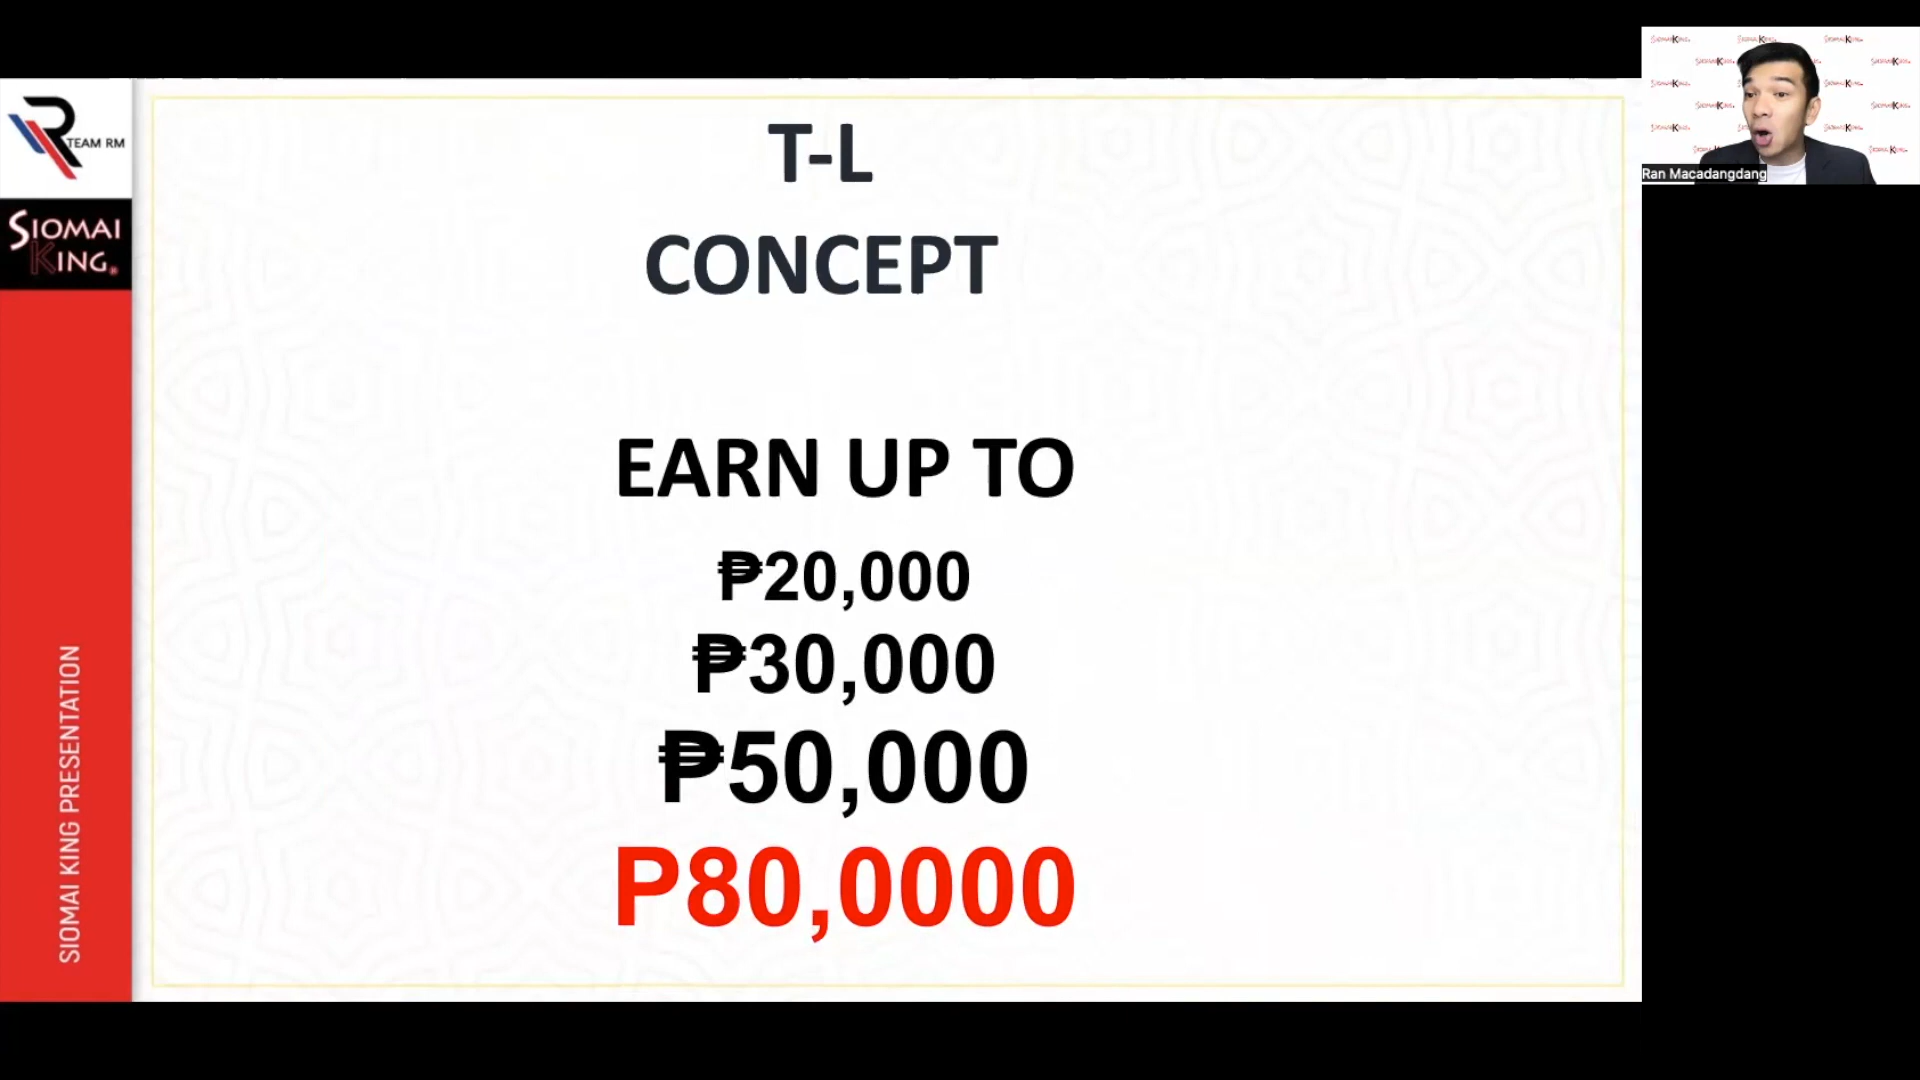 TEAM RM
SIOMAI
KING
SIOMAI KING PRESENTATION
T-L
CONCEPT
EARN UP TO
₱20,000
₱30,000
₱50,000
P80,0000
Ran Macadangdang